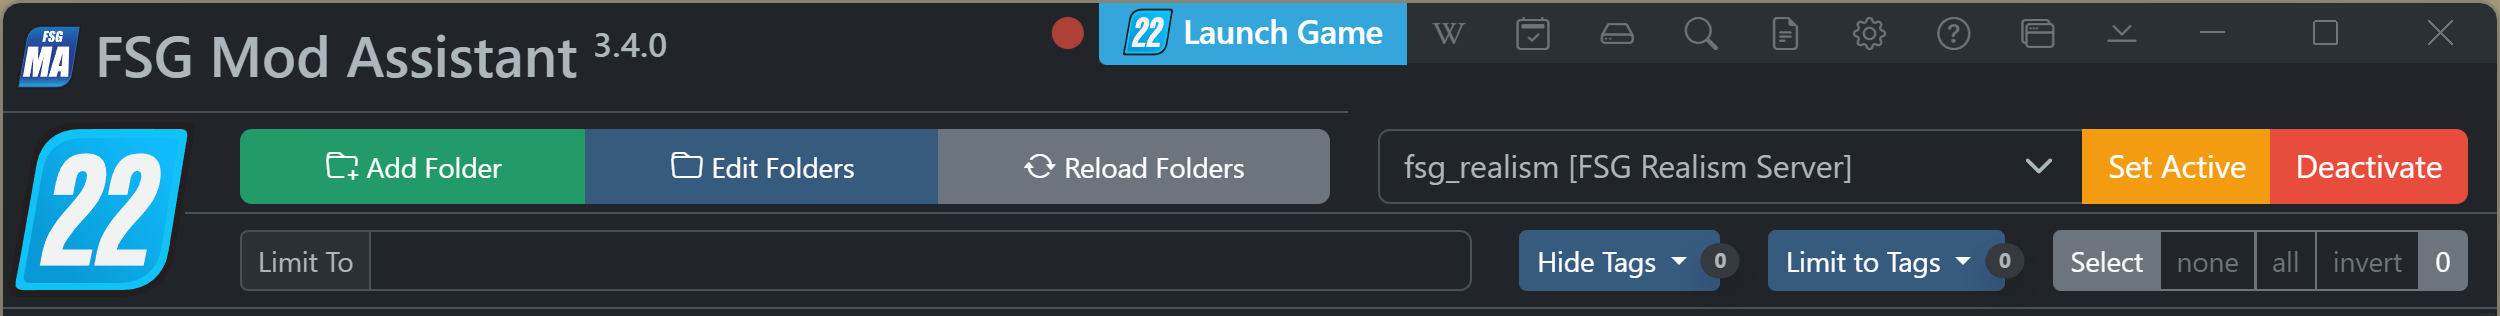 FSG MA FSG Mod Assistant 3.4.0 22 Launch Game W
22 Add Folder Edit Folders Reload Folders fsg_realism [FSG Realism Server] Set Active Deactivate
Limit To Hide Tags 0 Limit to Tags 0 Select none all invert 0